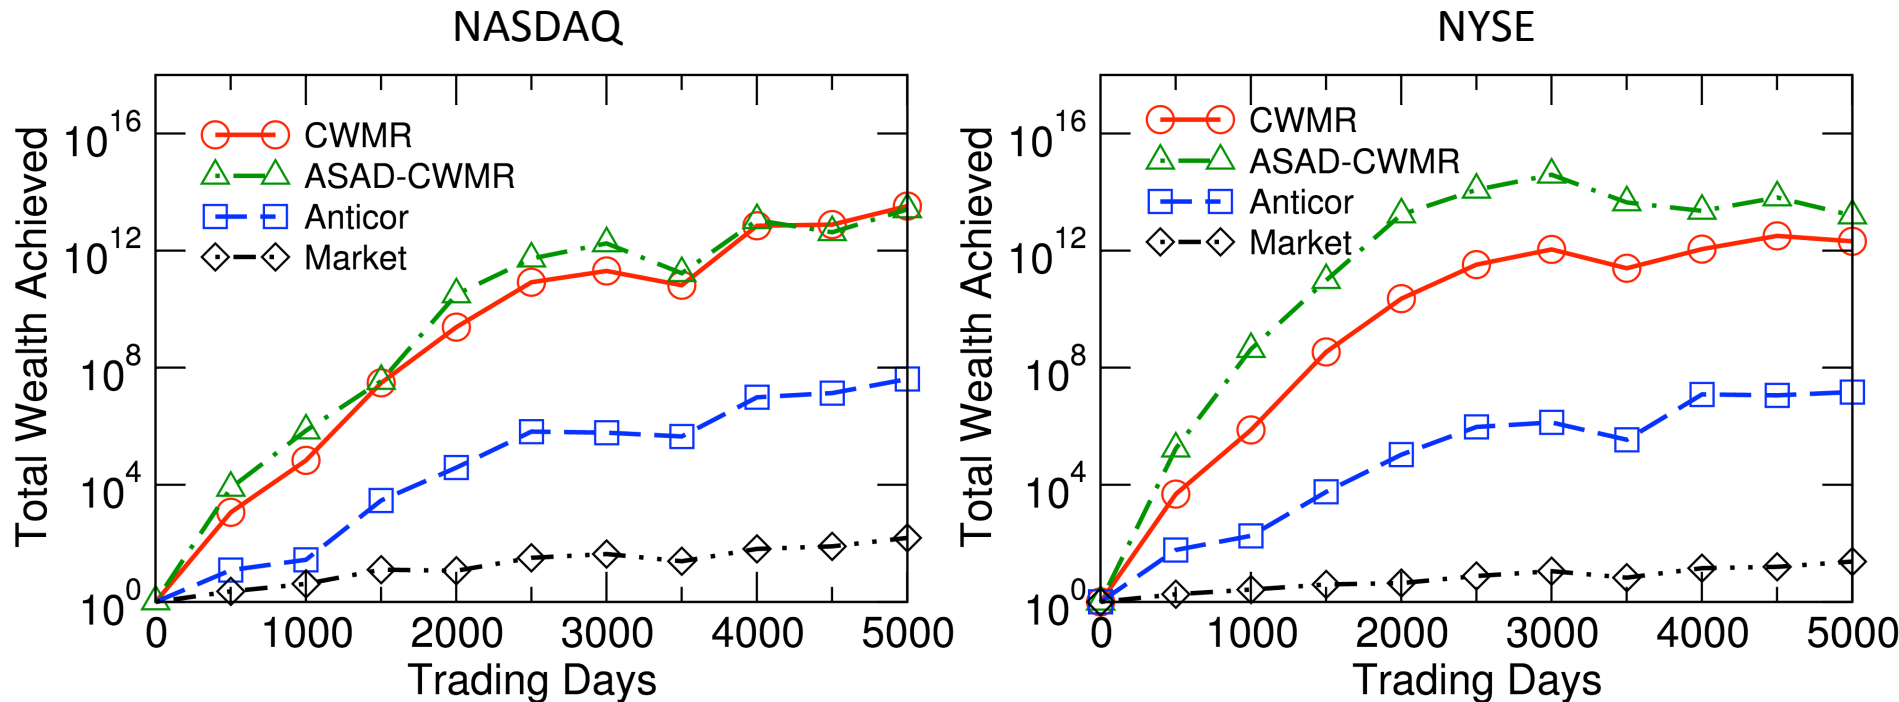 NASDAQ
Total Wealth Achieved
10^16
10^12
10^8
10^4
10^0
CWMR
ASAD-CWMR
Anticor
Market
0 1000 2000 3000 4000 5000
Trading Days
NYSE
Total Wealth Achieved
10^16
10^12
10^8
10^4
10^0
CWMR
ASAD-CWMR
Anticor
Market
0 1000 2000 3000 4000 5000
Trading Days